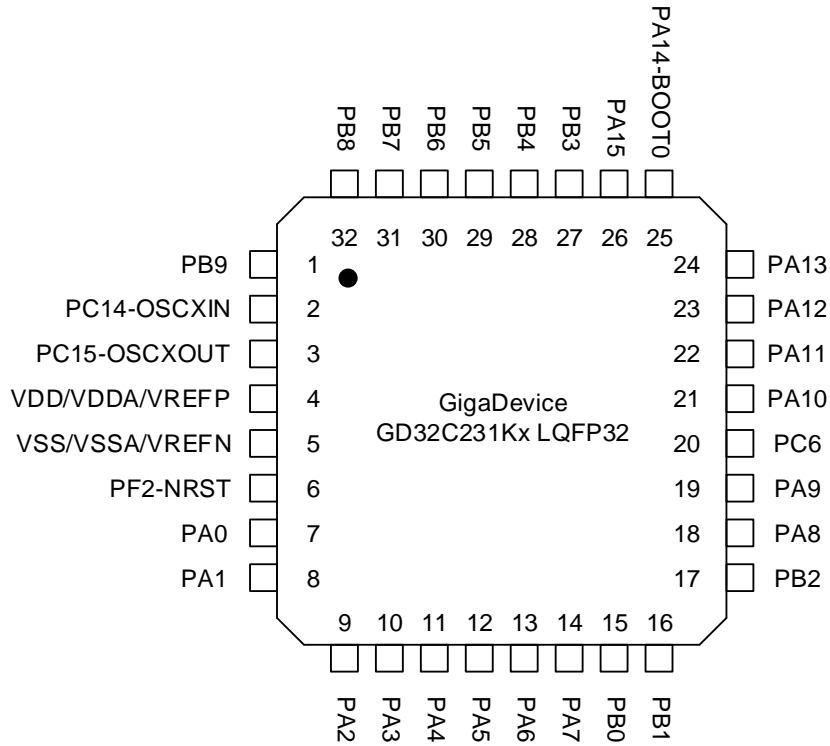 PB8
PB7
PB6
PB5
PB4
PB3
PA15
PA14-BOOT0
32
31
30
29
28
27
26
25
PB9
1
24
PA13
PC14-OSCXIN
2
23
PA12
PC15-OSCXOUT
3
22
PA11
VDD/VDDA/VREFP
4
21
PA10
VSS/VSSA/VREFN
5
20
PC6
PF2-NRST
6
19
PA9
PA0
7
18
PA8
PA1
8
17
PB2
GigaDevice
GD32C231Kx LQFP32
9
10
11
12
13
14
15
16
PA2
PA3
PA4
PA5
PA6
PA7
PB0
PB1